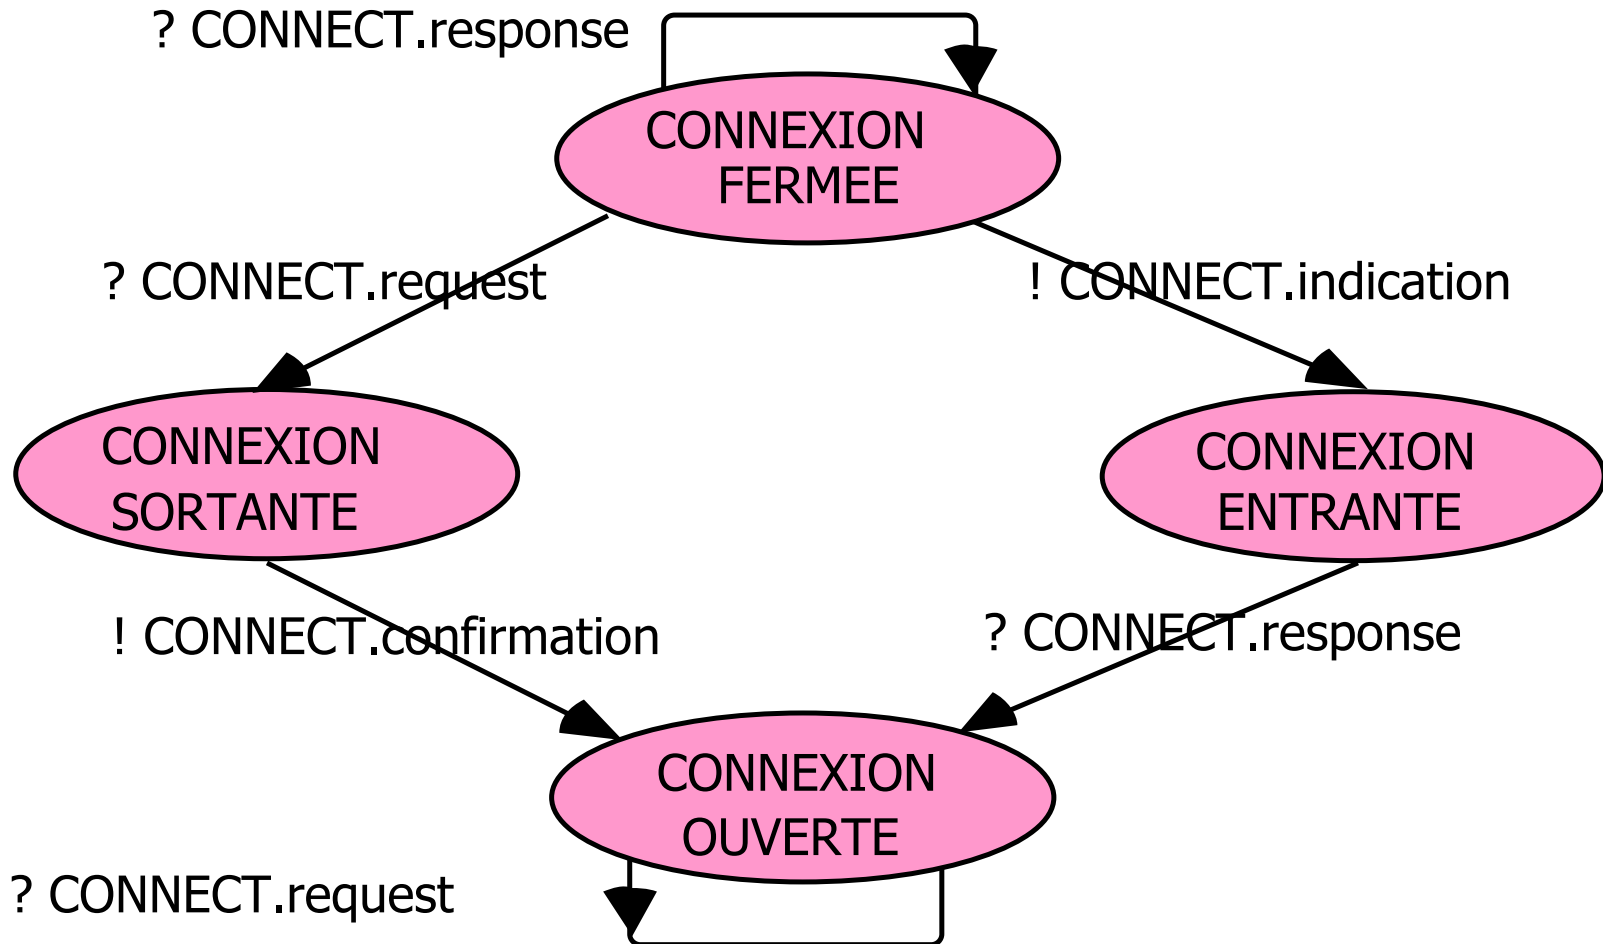 ? CONNECT.response
CONNEXION
FERMEE
? CONNECT.request
! CONNECT.indication
CONNEXION
SORTANTE
CONNEXION
ENTRANTE
! CONNECT.confirmation
? CONNECT.response
CONNEXION
OUVERTE
? CONNECT.request